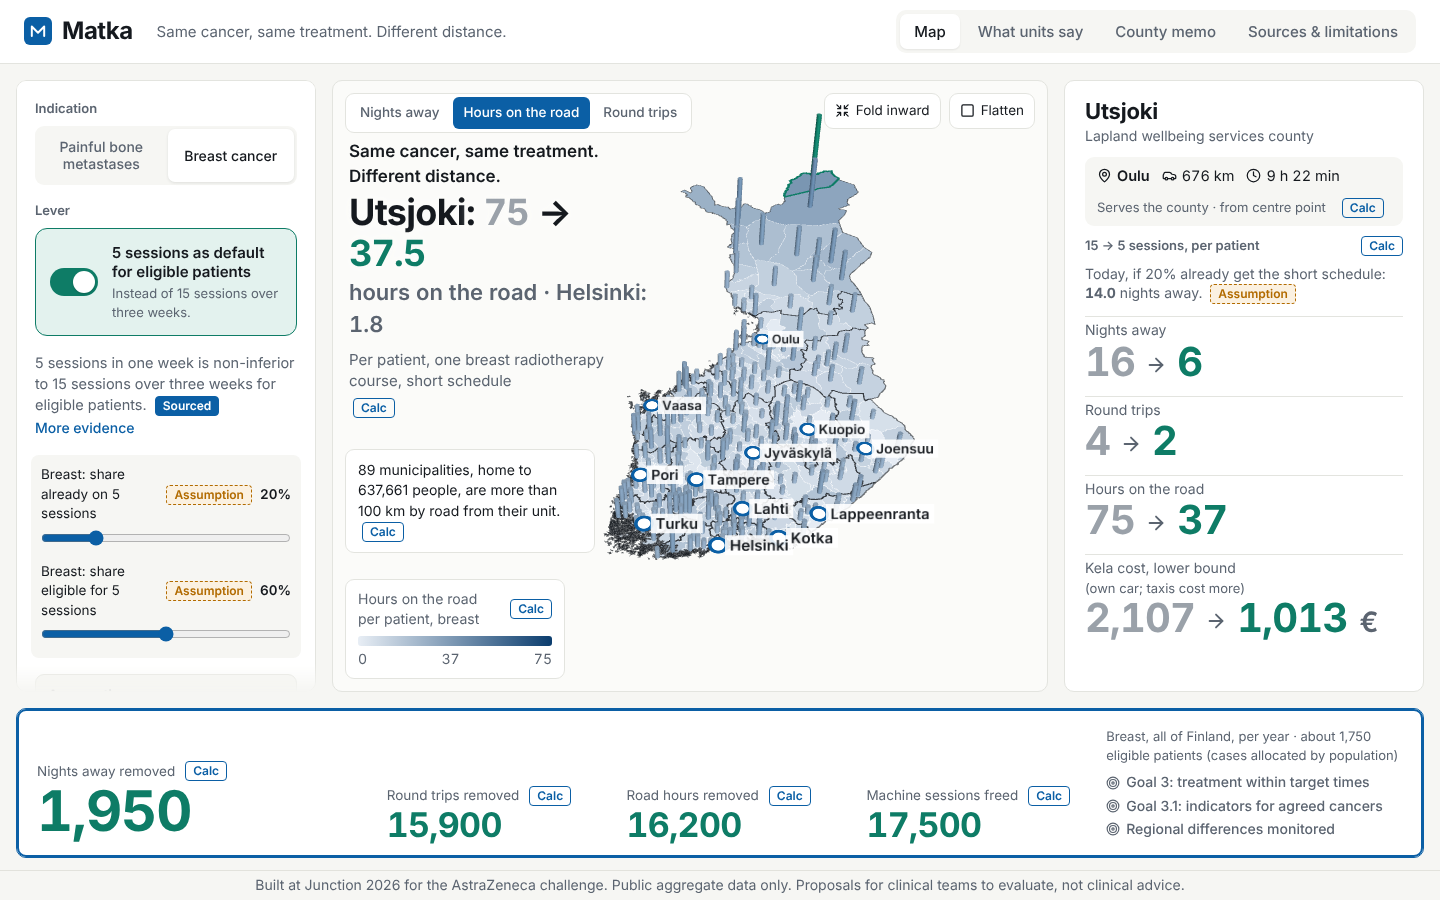 Matka
Same cancer, same treatment. Different distance.
Map
What units say
County memo
Sources & limitations
Indication
Painful bone
metastases
Breast cancer
Lever
5 sessions as default
for eligible patients
Instead of 15 sessions over
three weeks.
5 sessions in one week is non-inferior
to 15 sessions over three weeks for
eligible patients. Sourced
More evidence
Breast: share
already on 5
sessions
Assumption 20%
Breast: share
eligible for 5
sessions
Assumption 60%
Nights away
Hours on the road
Round trips
Fold inward
Flatten
Same cancer, same treatment.
Different distance.
Utsjoki: 75 →
37.5
hours on the road · Helsinki:
1.8
Per patient, one breast radiotherapy
course, short schedule
Calc
89 municipalities, home to
637,661 people, are more than
100 km by road from their unit.
Calc
Hours on the road
per patient, breast
Calc
0 37 75
Oulu
Vaasa
Kuopio
Joensuu
Jyväskylä
Pori
Tampere
Lahti
Lappeenranta
Turku
Kotka
Helsinki
Utsjoki
Lapland wellbeing services county
Oulu 676 km 9 h 22 min
Serves the county · from centre point Calc
15 → 5 sessions, per patient Calc
Today, if 20% already get the short schedule:
14.0 nights away. Assumption
Nights away
16 → 6
Round trips
4 → 2
Hours on the road
75 → 37
Kela cost, lower bound
(own car; taxis cost more)
2,107 → 1,013 €
Nights away removed Calc
1,950
Round trips removed Calc
15,900
Road hours removed Calc
16,200
Machine sessions freed Calc
17,500
Breast, all of Finland, per year · about 1,750
eligible patients (cases allocated by population)
Goal 3: treatment within target times
Goal 3.1: indicators for agreed cancers
Regional differences monitored
Built at Junction 2026 for the AstraZeneca challenge. Public aggregate data only. Proposals for clinical teams to evaluate, not clinical advice.